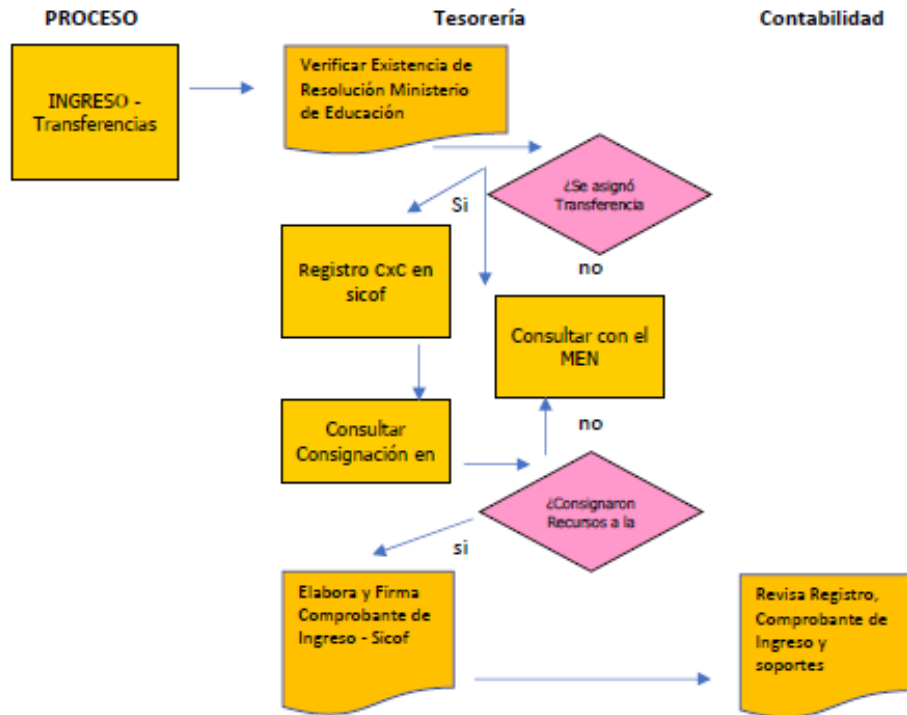 PROCESO
Tesorería
Contabilidad
INGRESO -
Transferencias
Verificar Existencia de
Resolución Ministerio
de Educación
¿Se asignó
Transferencia
Si
no
Registro CxC en
sicof
Consultar con el
MEN
Consultar
Consignación en
no
¿Consignaron
Recursos a la
si
Elabora y Firma
Comprobante de
Ingreso - Sicof
Revisa Registro,
Comprobante de
Ingreso y
soportes